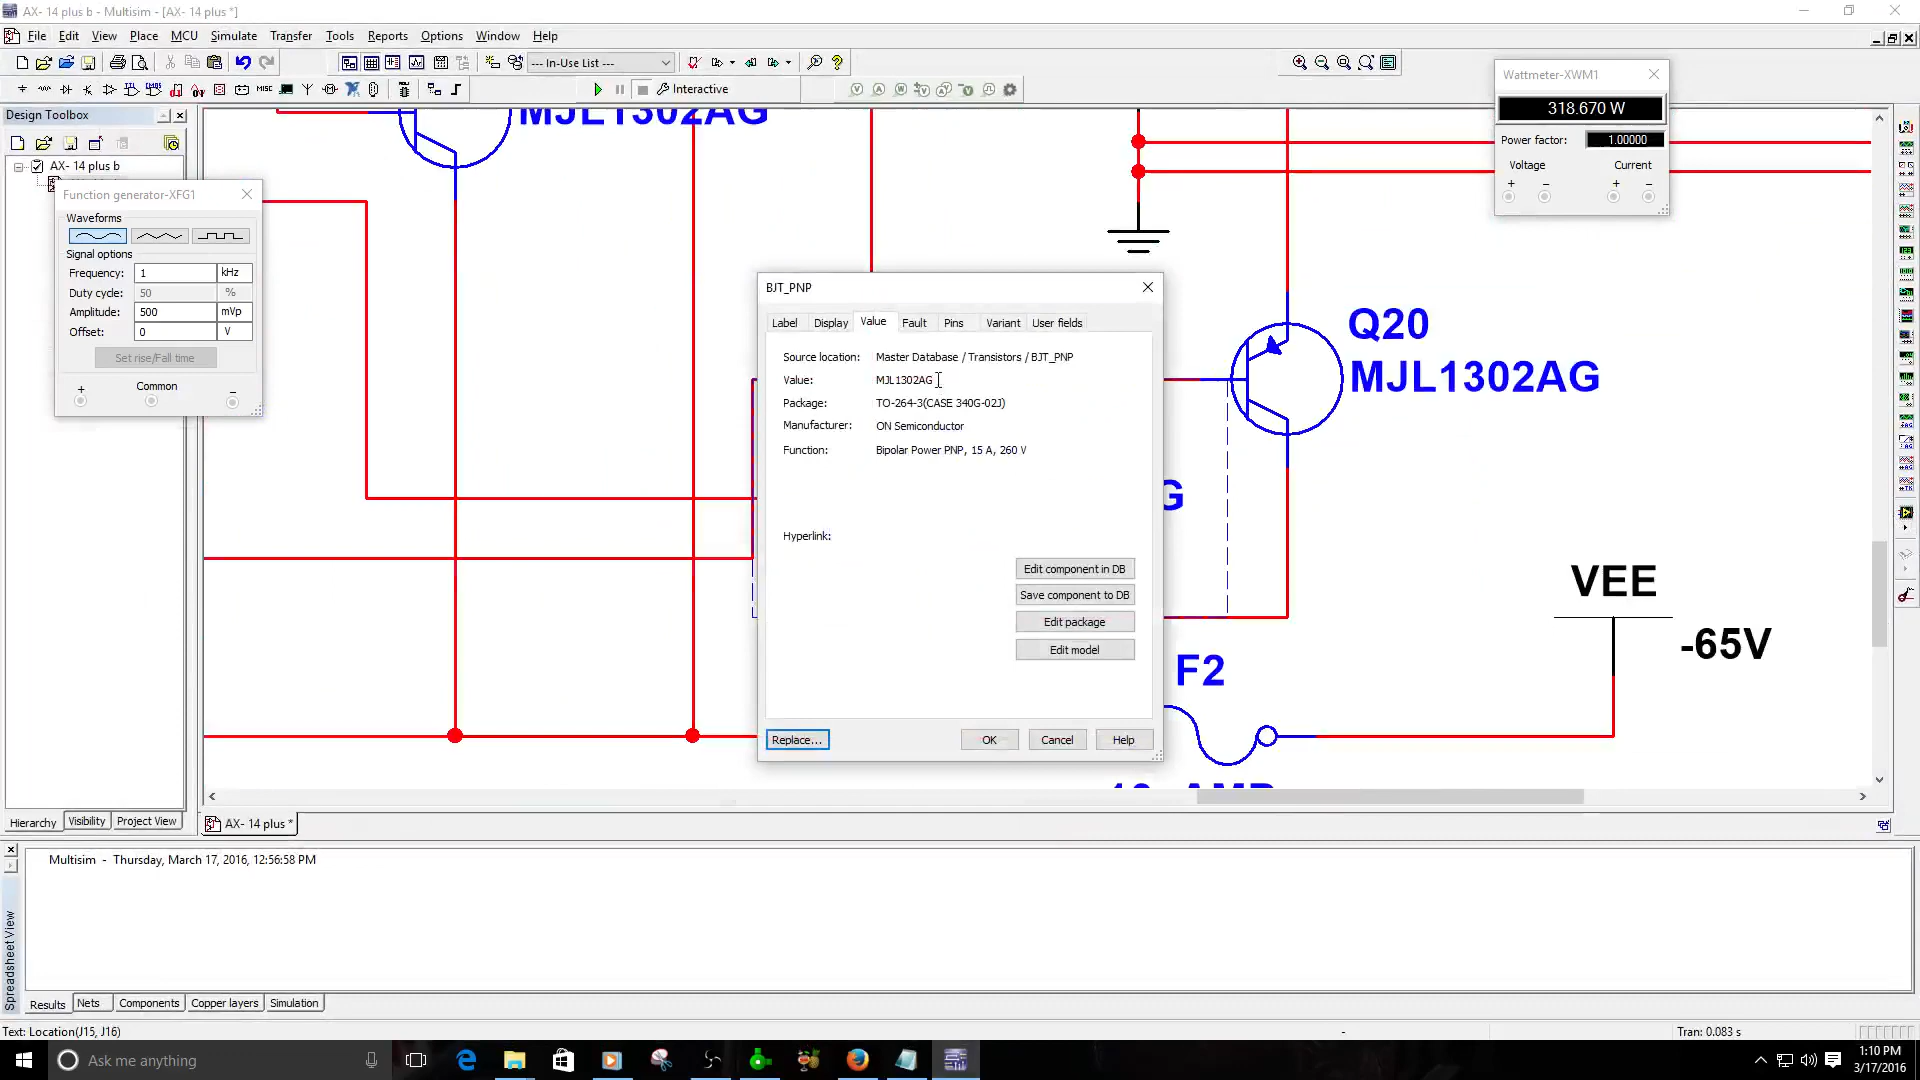 AX- 14 plus b - Multisim - [AX- 14 plus *]
File Edit View Place MCU Simulate Transfer Tools Reports Options Window Help
--- In-Use List ---
MISC
Interactive
Design Toolbox
AX- 14 plus b
Function generator-XFG1
Waveforms
Signal options
Frequency: 1 kHz
Duty cycle: 50 %
Amplitude: 500 mVp
Offset: 0 V
Set rise/Fall time
+ Common −
Hierarchy Visibility Project View
MJL1302AG
Wattmeter-XWM1
318.670 W
Power factor: 1.00000
Voltage Current
+ − + −
BJT_PNP
Label Display Value Fault Pins Variant User fields
Source location: Master Database / Transistors / BJT_PNP
Value: MJL1302AG
Package: TO-264-3(CASE 340G-02J)
Manufacturer: ON Semiconductor
Function: Bipolar Power PNP, 15 A, 260 V
Hyperlink:
Edit component in DB
Save component to DB
Edit package
Edit model
Replace... OK Cancel Help
Q20
MJL1302AG
G
VEE
-65V
F2
10 AMP
AX- 14 plus *
Multisim - Thursday, March 17, 2016, 12:56:58 PM
Spreadsheet View
Results Nets Components Copper layers Simulation
Text: Location(J15, J16)
-
Tran: 0.083 s
Ask me anything
1:10 PM
3/17/2016